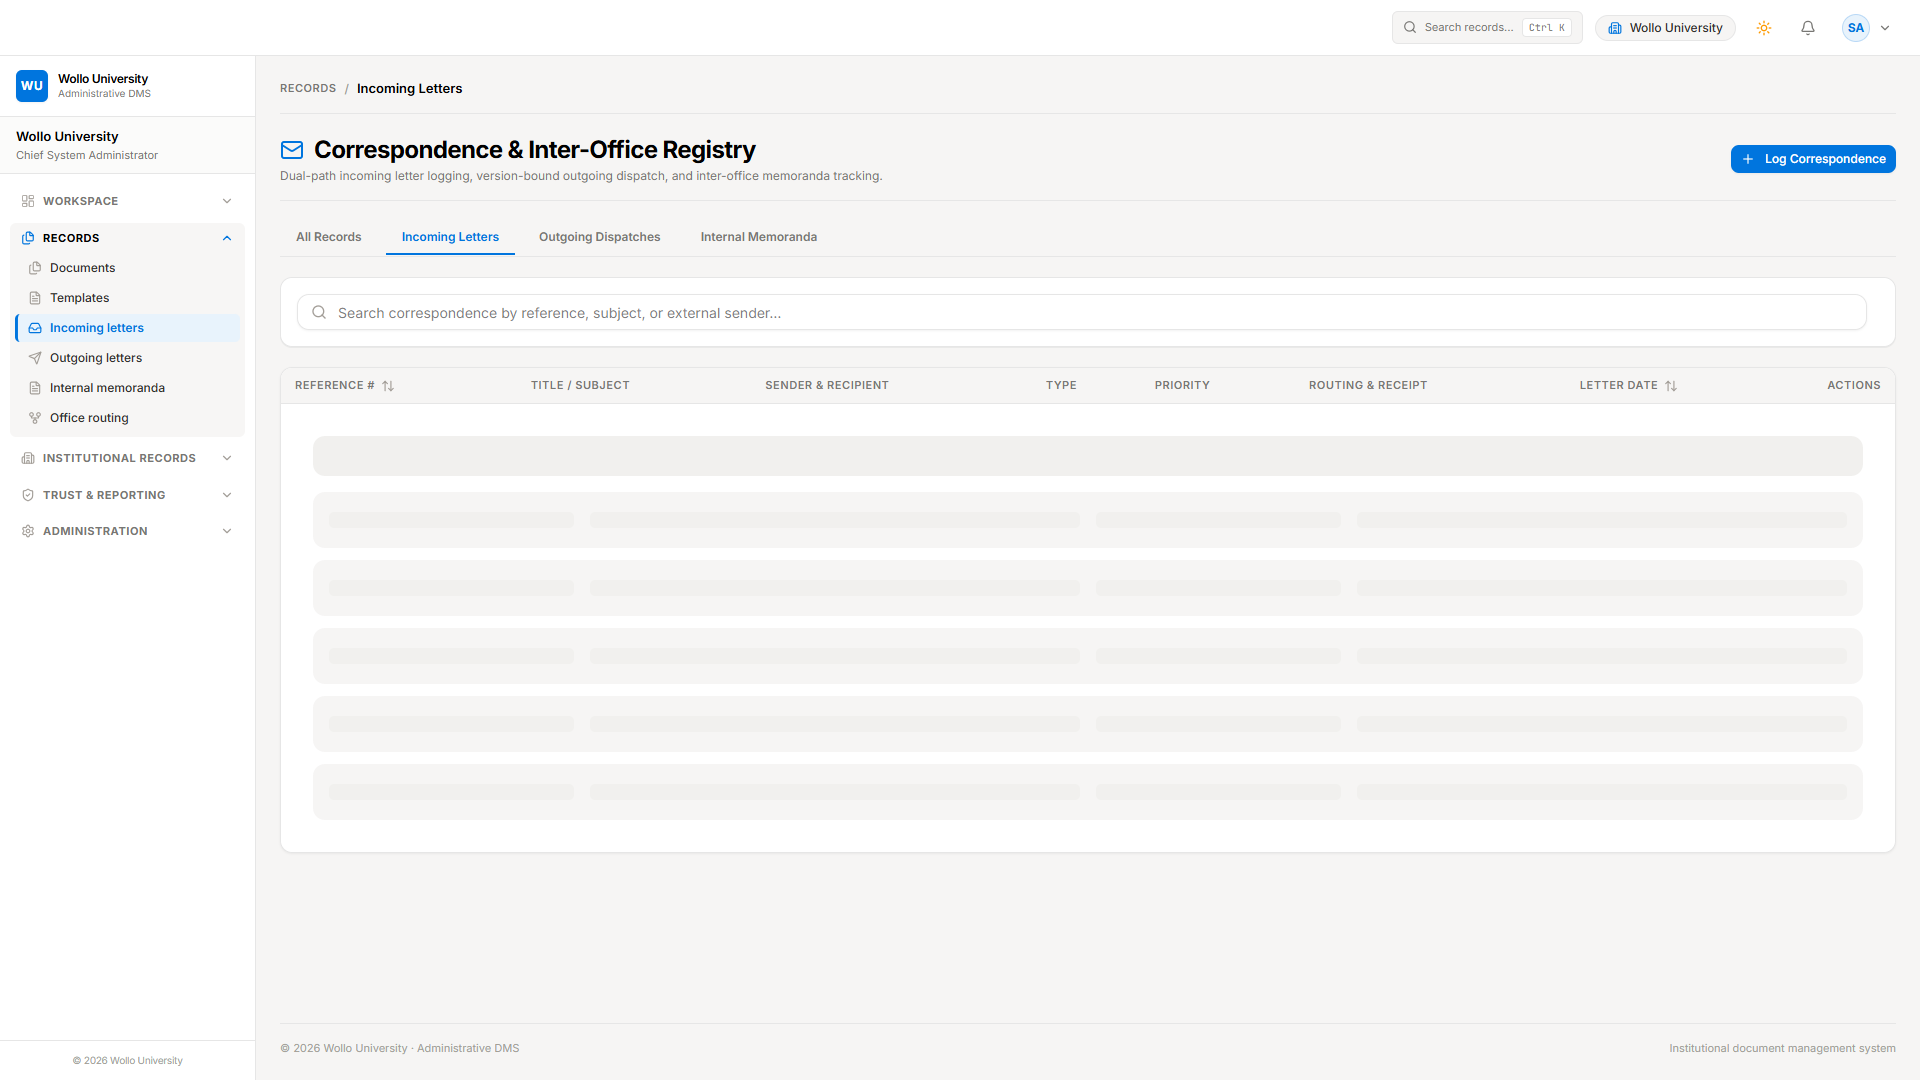 Search records... Ctrl K
Wollo University
SA
WU
Wollo University
Administrative DMS
Wollo University
Chief System Administrator
WORKSPACE
RECORDS
Documents
Templates
Incoming letters
Outgoing letters
Internal memoranda
Office routing
INSTITUTIONAL RECORDS
TRUST & REPORTING
ADMINISTRATION
© 2026 Wollo University
RECORDS / Incoming Letters
Correspondence & Inter-Office Registry
Dual-path incoming letter logging, version-bound outgoing dispatch, and inter-office memoranda tracking.
+ Log Correspondence
All Records Incoming Letters Outgoing Dispatches Internal Memoranda
Search correspondence by reference, subject, or external sender...
REFERENCE # TITLE / SUBJECT SENDER & RECIPIENT TYPE PRIORITY ROUTING & RECEIPT LETTER DATE ACTIONS
© 2026 Wollo University · Administrative DMS
Institutional document management system